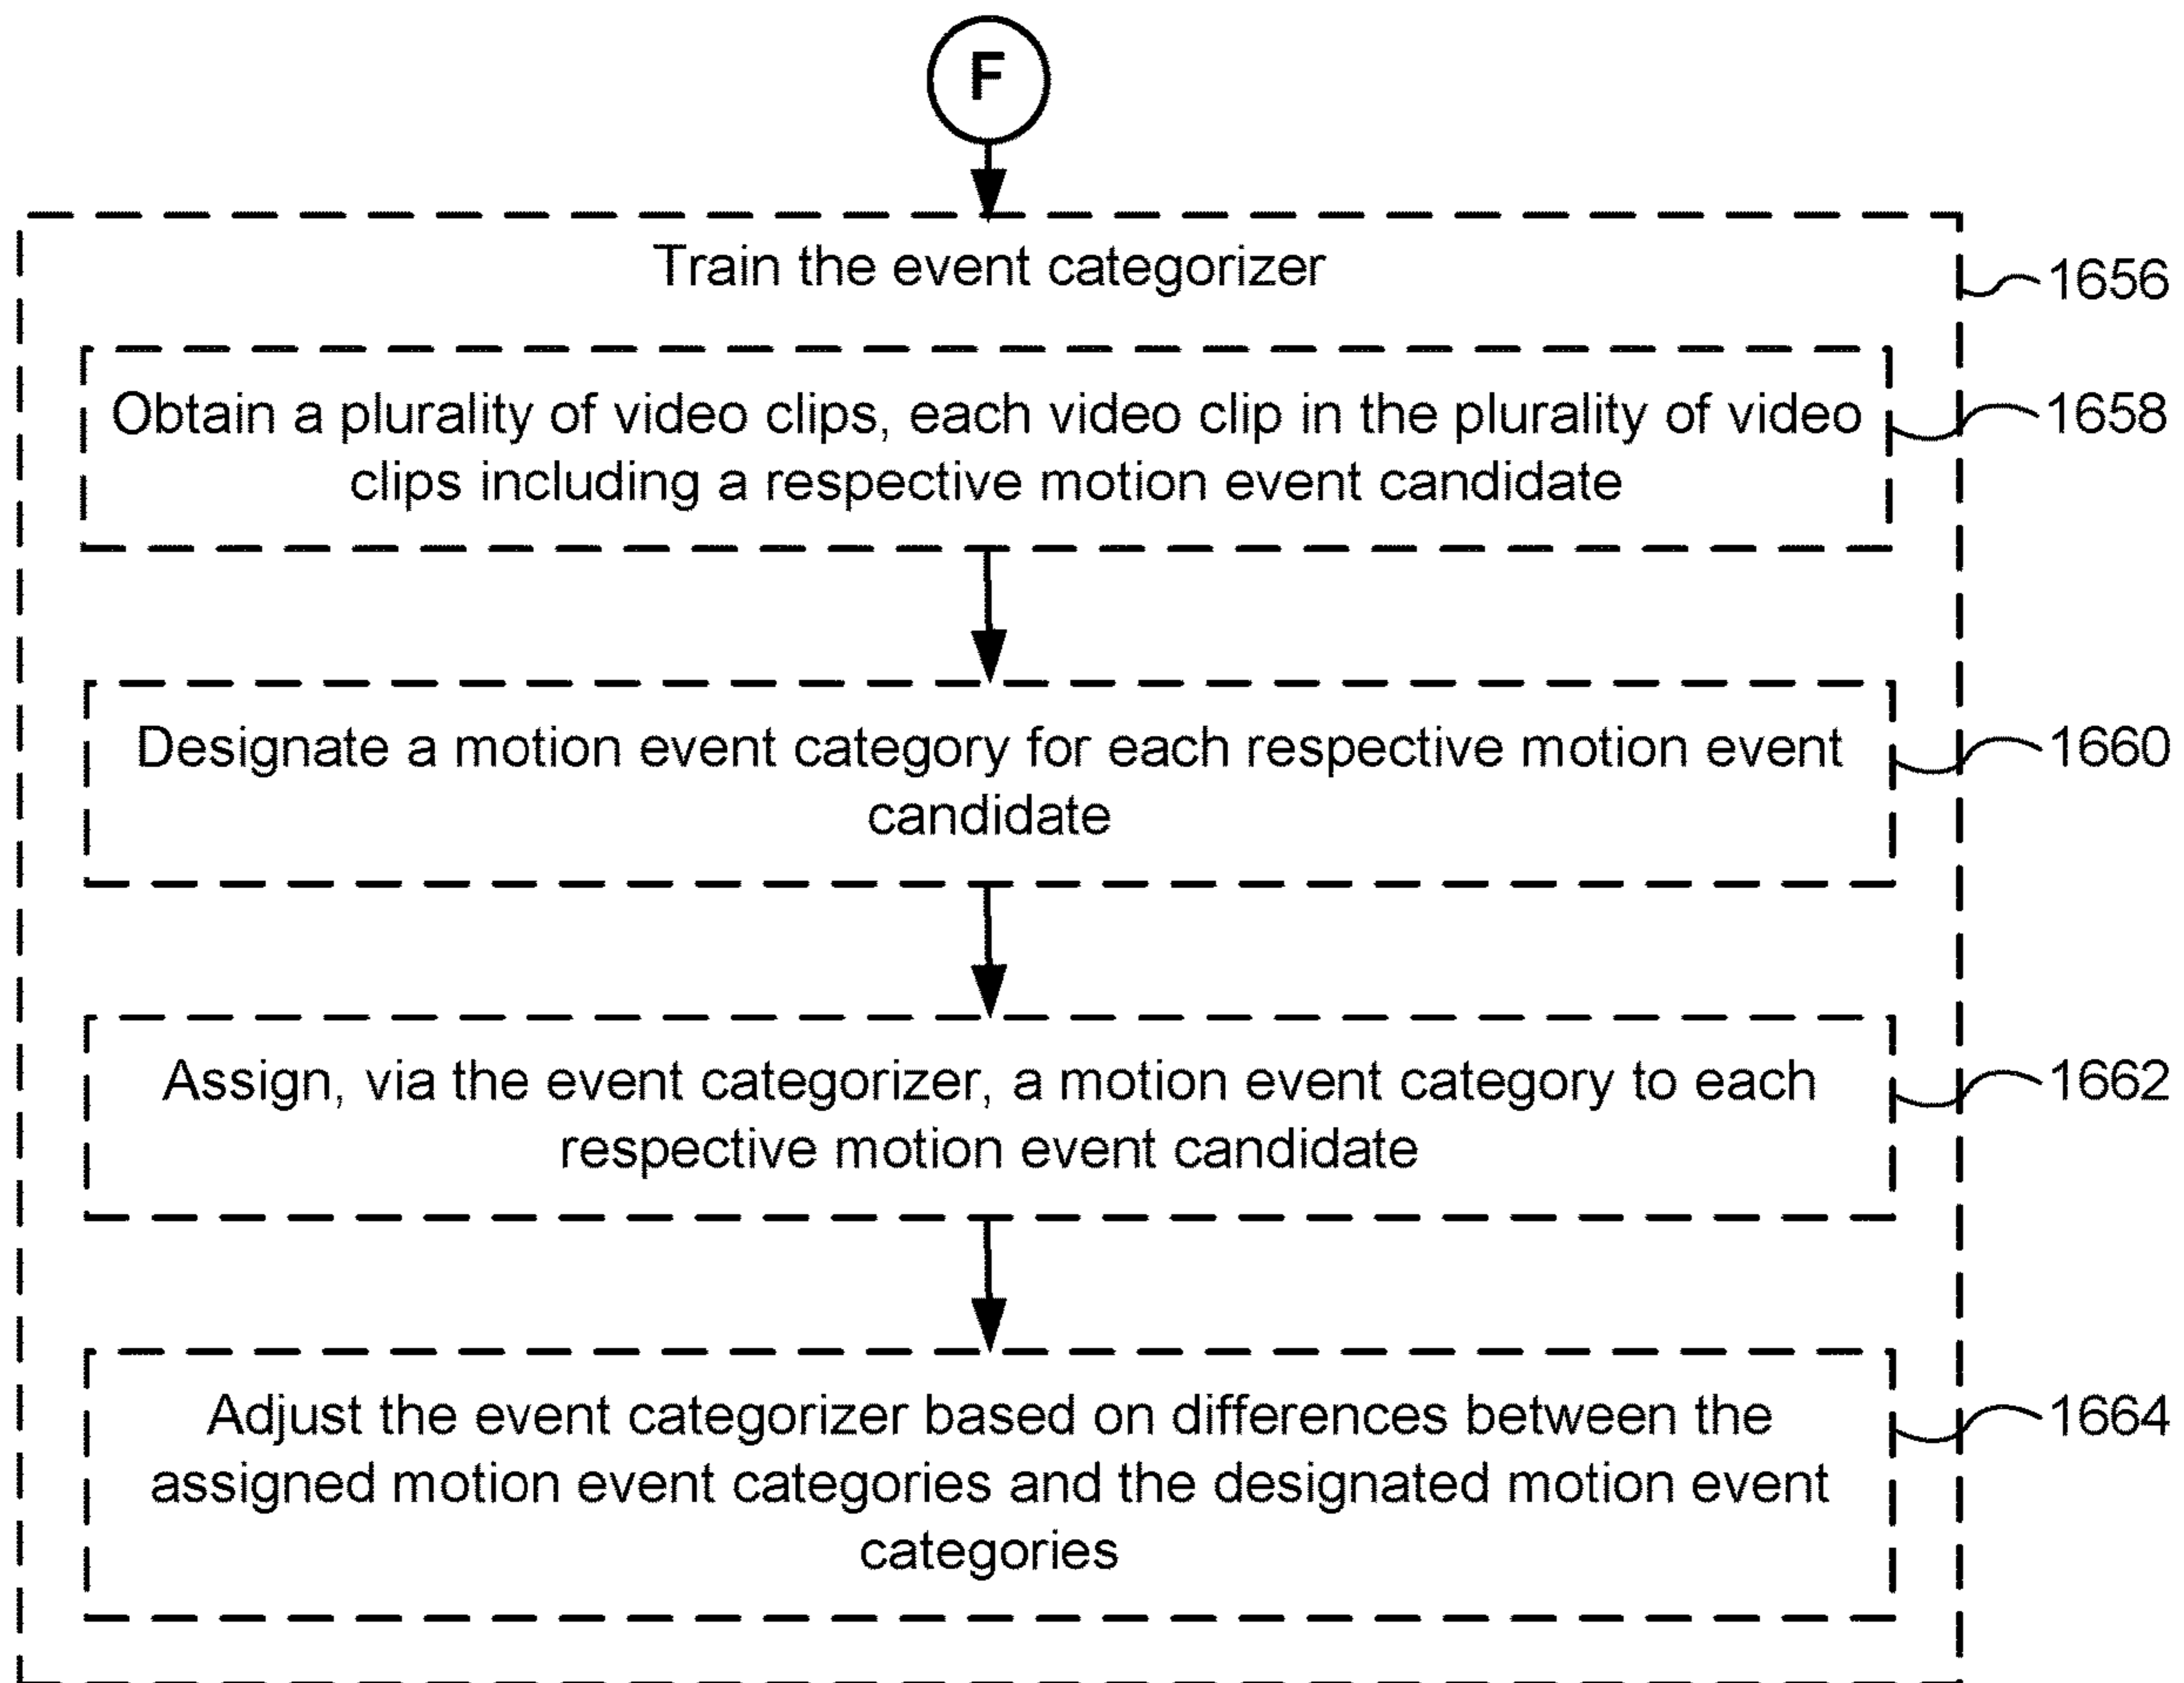 F
Train the event categorizer
1656
Obtain a plurality of video clips, each video clip in the plurality of video
clips including a respective motion event candidate
1658
Designate a motion event category for each respective motion event
candidate
1660
Assign, via the event categorizer, a motion event category to each
respective motion event candidate
1662
Adjust the event categorizer based on differences between the
assigned motion event categories and the designated motion event
categories
1664